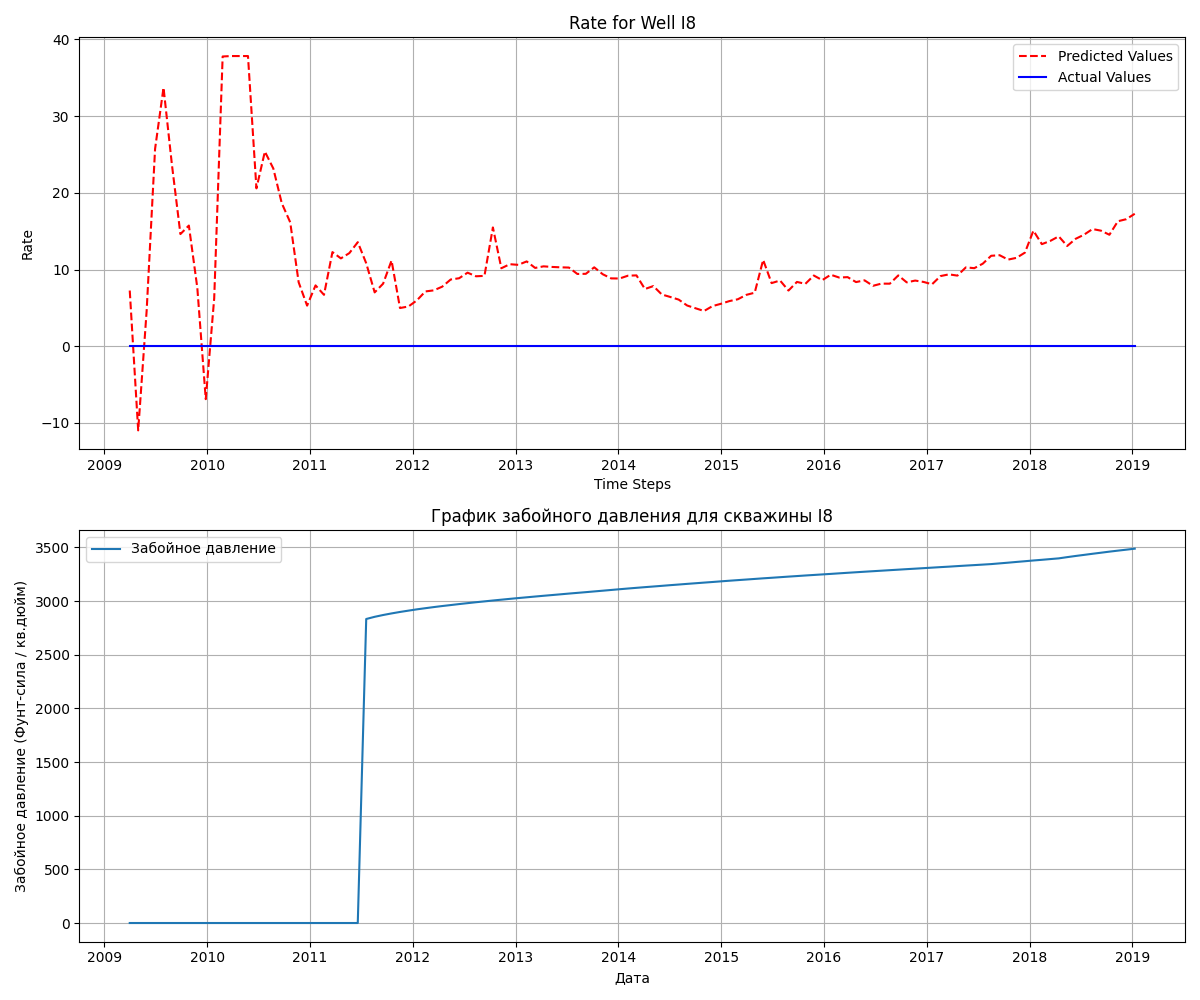 Rate for Well I8
Predicted Values
Actual Values
Rate
40
30
20
10
0
−10
2009 2010 2011 2012 2013 2014 2015 2016 2017 2018 2019
Time Steps
График забойного давления для скважины I8
Забойное давление
Забойное давление (Фунт-сила / кв.дюйм)
3500
3000
2500
2000
1500
1000
500
0
2009 2010 2011 2012 2013 2014 2015 2016 2017 2018 2019
Дата